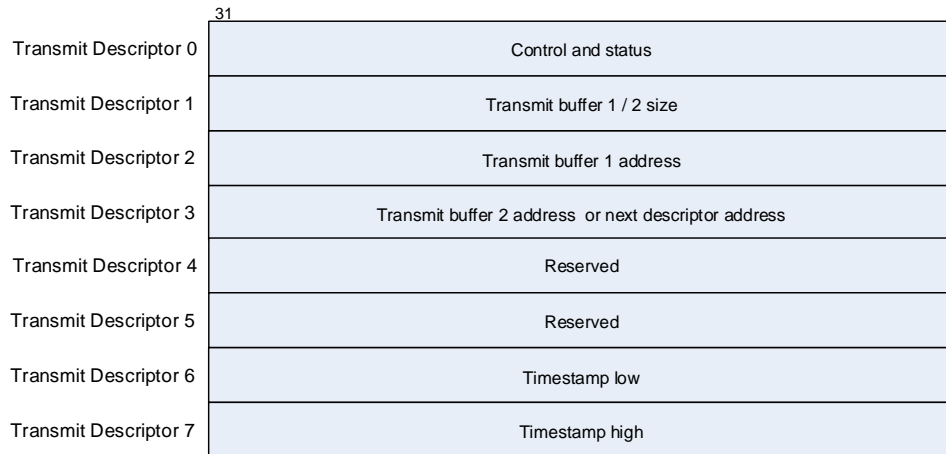 31
Transmit Descriptor 0 Control and status
Transmit Descriptor 1 Transmit buffer 1 / 2 size
Transmit Descriptor 2 Transmit buffer 1 address
Transmit Descriptor 3 Transmit buffer 2 address or next descriptor address
Transmit Descriptor 4 Reserved
Transmit Descriptor 5 Reserved
Transmit Descriptor 6 Timestamp low
Transmit Descriptor 7 Timestamp high